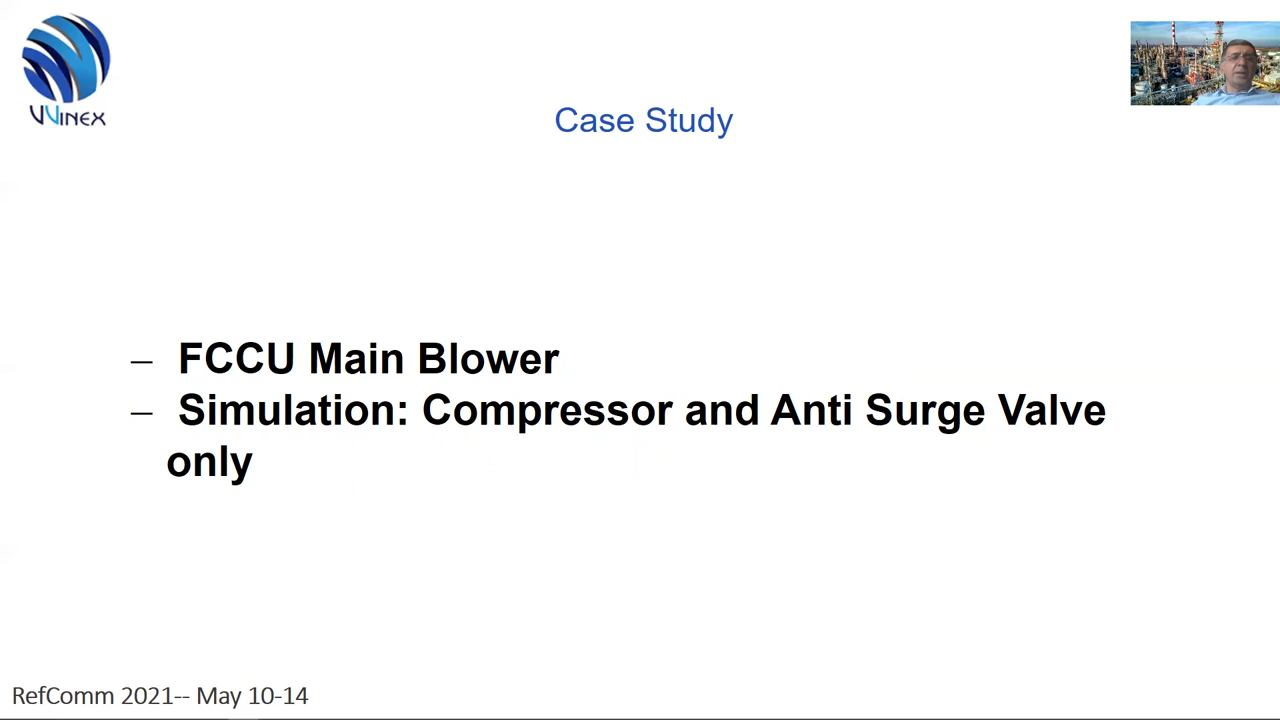 VVINEX
Case Study
– FCCU Main Blower
– Simulation: Compressor and Anti Surge Valve
only
RefComm 2021-- May 10-14